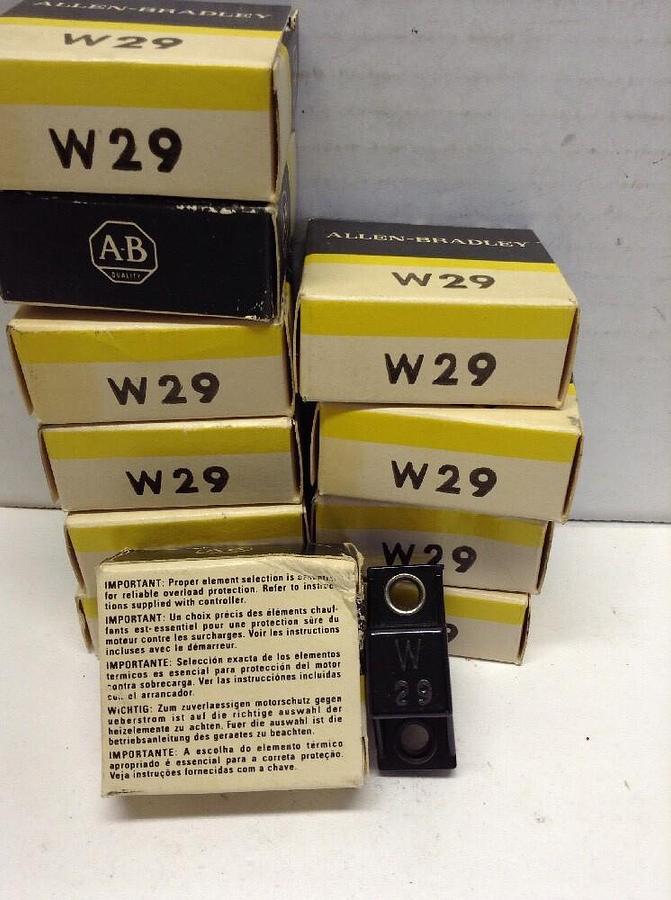 ALLEN-BRADLEY
W29
W29
A-B
QUALITY
W29
W29
ALLEN-BRADLEY
W29
W29
W29
W29
9
IMPORTANT: Proper element selection is
for reliable overload protection. Refer to
tions supplied with controller.
IMPORTANT: Un choix précis des éléments chauf-
fants est essentiel pour une protection sûre du
moteur contre les surcharges. Voir les instructions
incluses avec le démarreur.
IMPORTANTE: Selección exacta de los elementos
termicos es esencial para protección del motor
contra sobrecarga. Ver las instrucciónes incluidas
el arrancador.
WiCHTIG: Zum zuverlaessigen motorschutz gegen
ueberstrom ist auf die richtige auswahl der
heizelemente zu achten. Fuer die auswahl ist die
betriebsanleitung des geraetes zu beachten.
IMPORTANTE: A escolha do elemento térmico
apropriado é essencial para a correta proteção.
Veja instruções fornecidas com a chave.
W
29